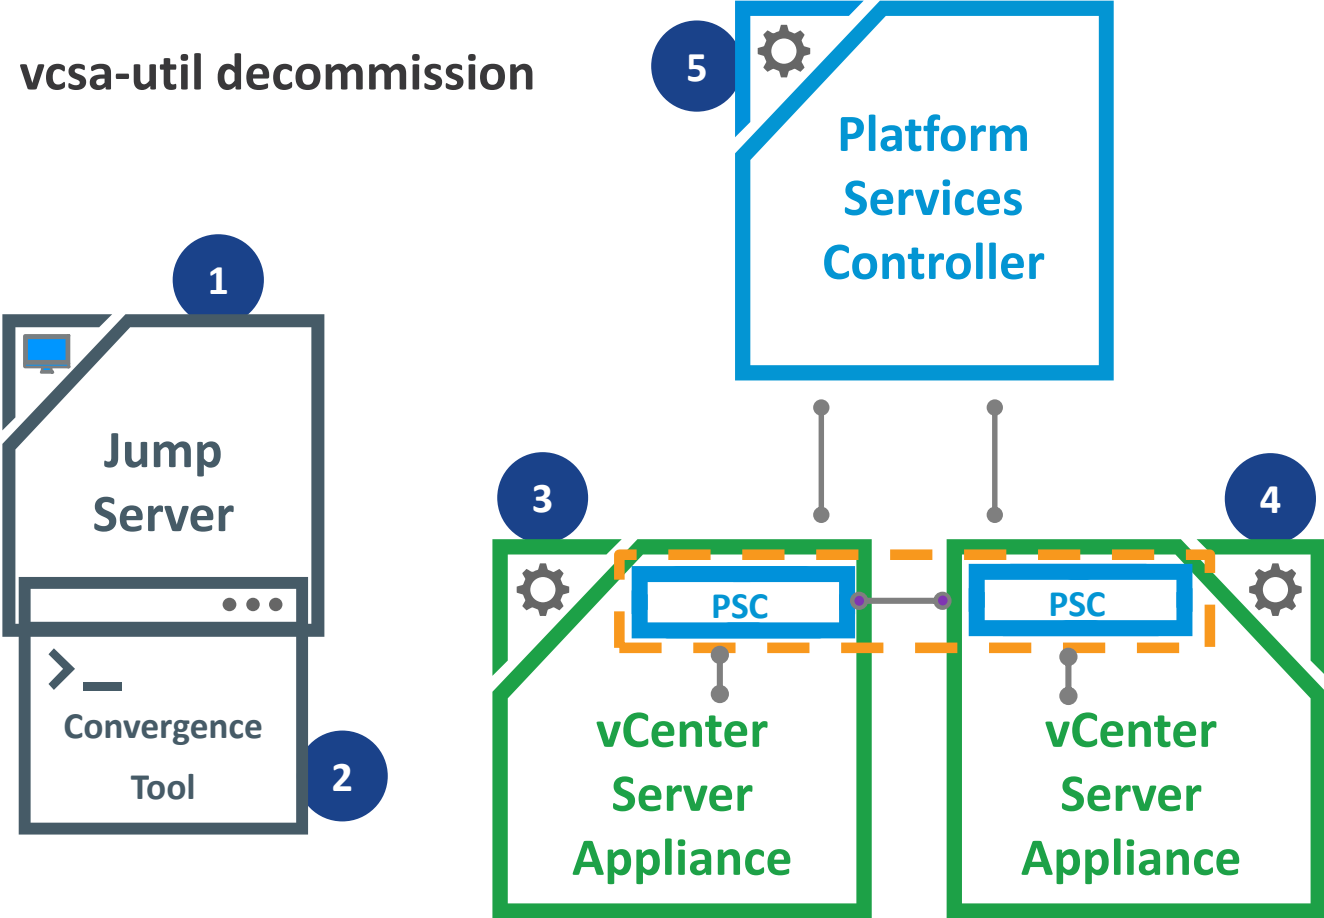 vcsa-util decommission
5
Platform
Services
Controller
1
Jump
Server
>_
Convergence
Tool
2
3
PSC
vCenter
Server
Appliance
4
PSC
vCenter
Server
Appliance